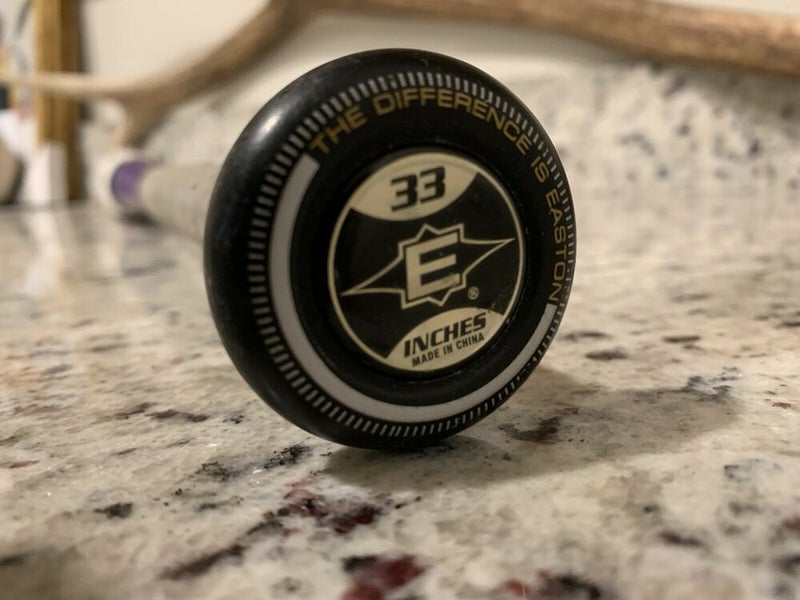 THE DIFFERENCE IS EASTON
33
E®
INCHES
MADE IN CHINA